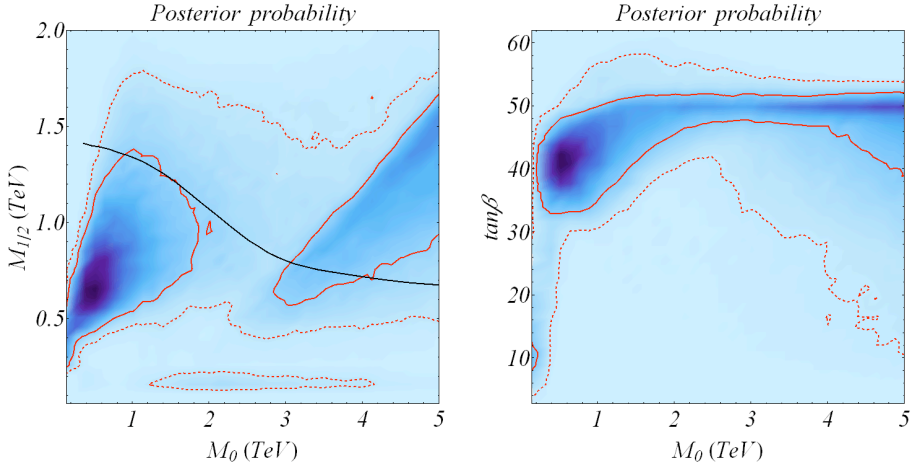 Posterior probability
2.0
1.5
1.0
0.5
M1/2 (TeV)
1 2 3 4 5
M0 (TeV)
Posterior probability
60
50
40
30
20
10
tanβ
1 2 3 4 5
M0 (TeV)